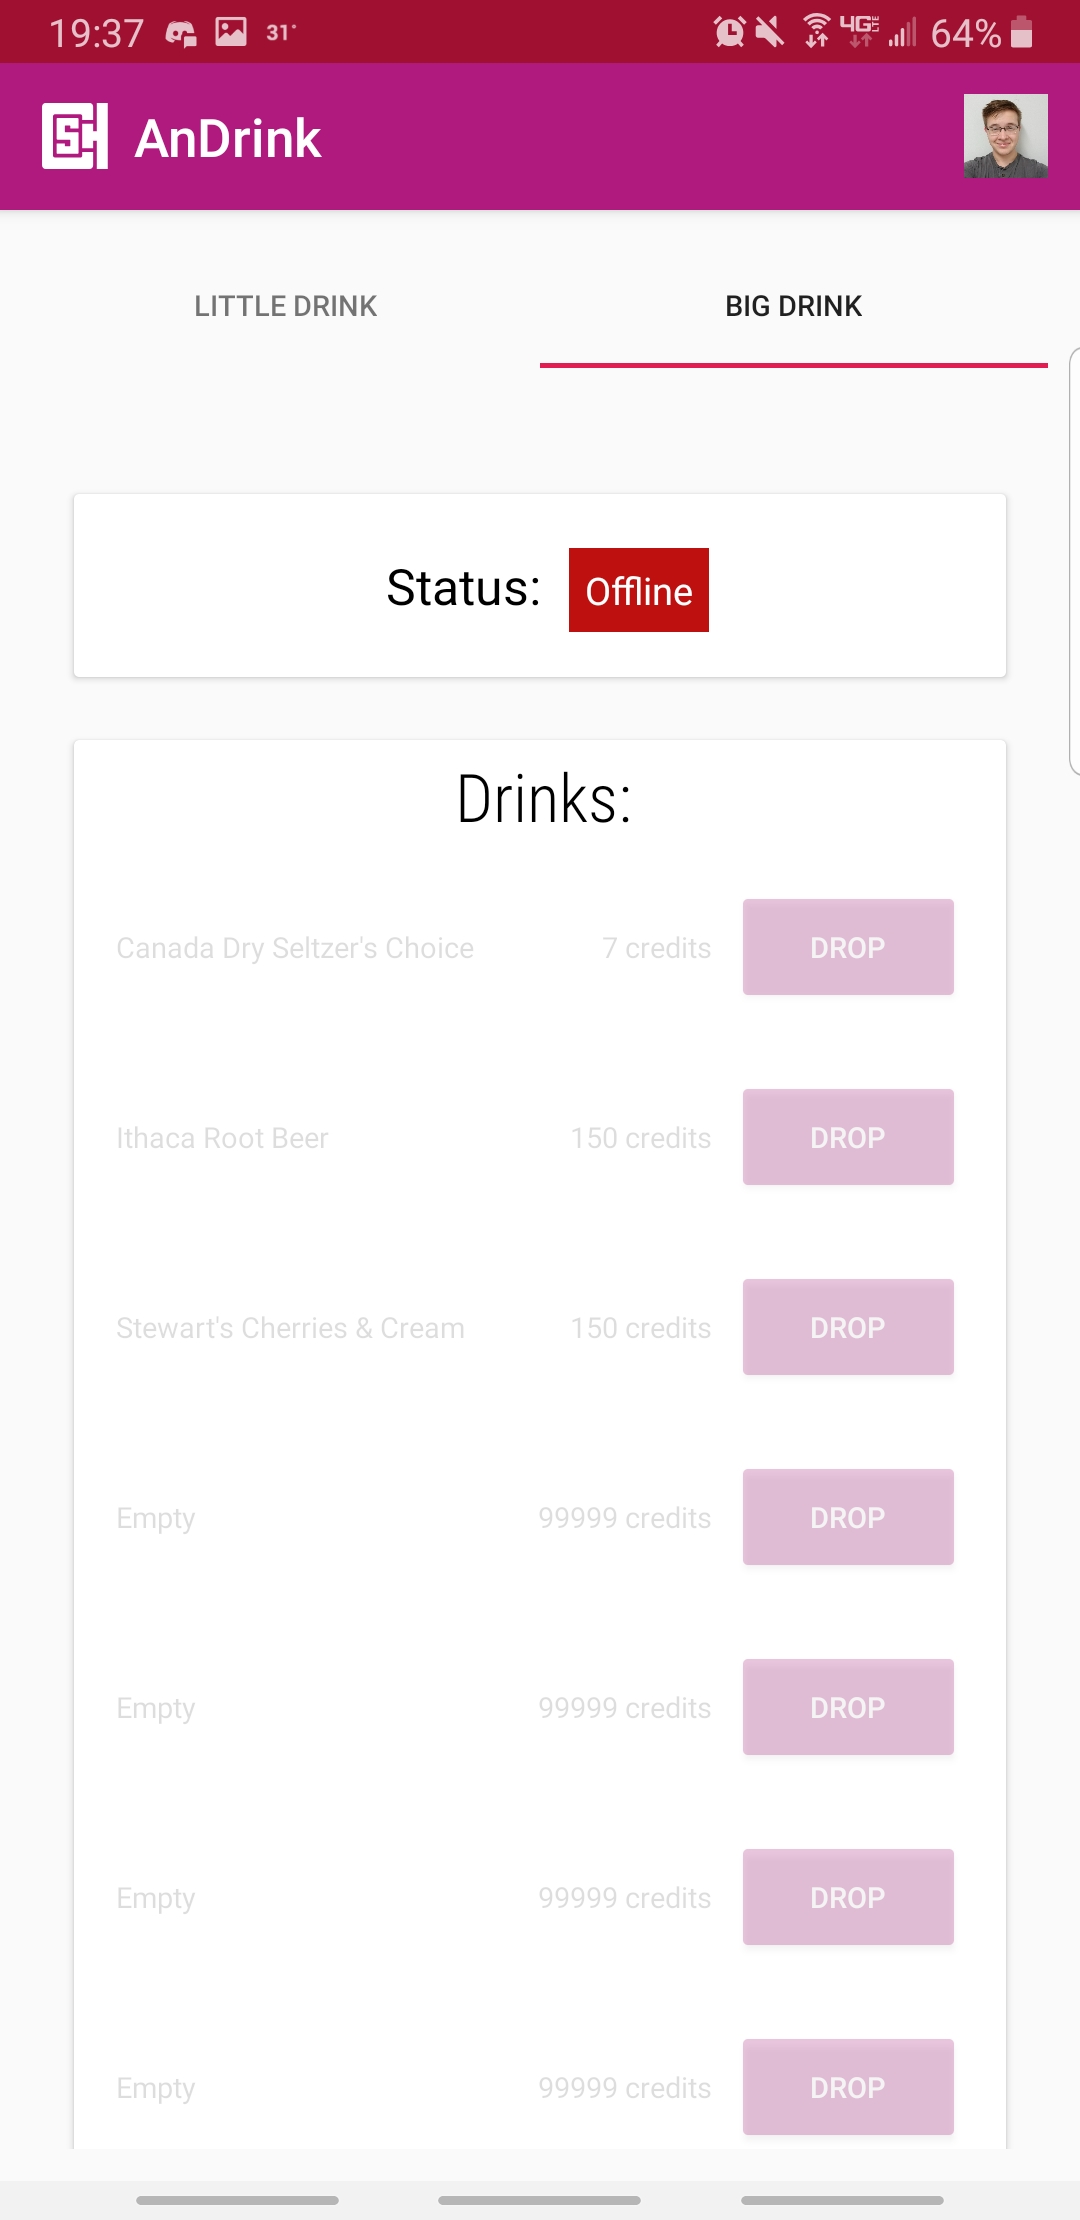 19:37 31° 4G LTE 64%
CSH AnDrink
LITTLE DRINK BIG DRINK
Status: Offline
Drinks:
Canada Dry Seltzer's Choice 7 credits DROP
Ithaca Root Beer 150 credits DROP
Stewart's Cherries & Cream 150 credits DROP
Empty 99999 credits DROP
Empty 99999 credits DROP
Empty 99999 credits DROP
Empty 99999 credits DROP